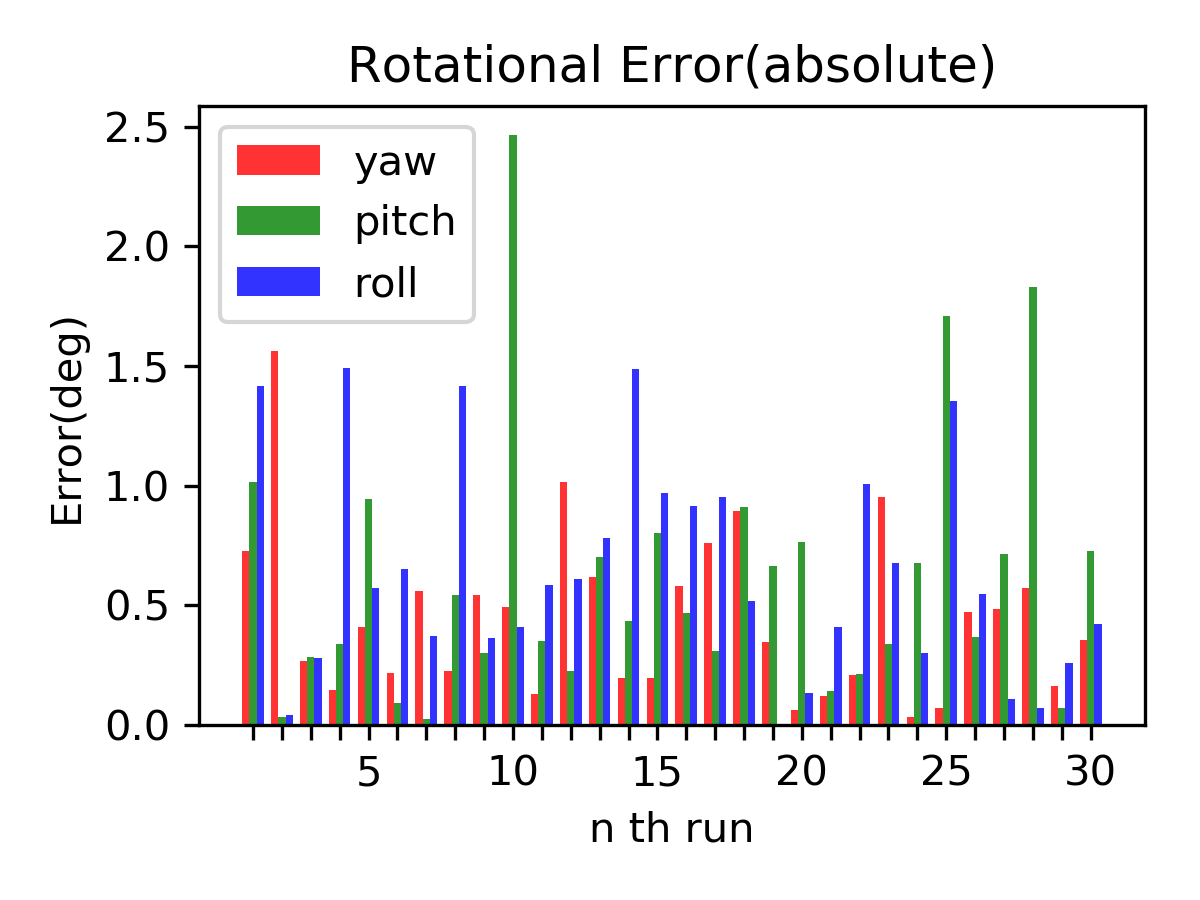 Rotational Error(absolute)
2.5
2.0
1.5
1.0
0.5
0.0
Error(deg)
yaw
pitch
roll
5 10 15 20 25 30
n th run